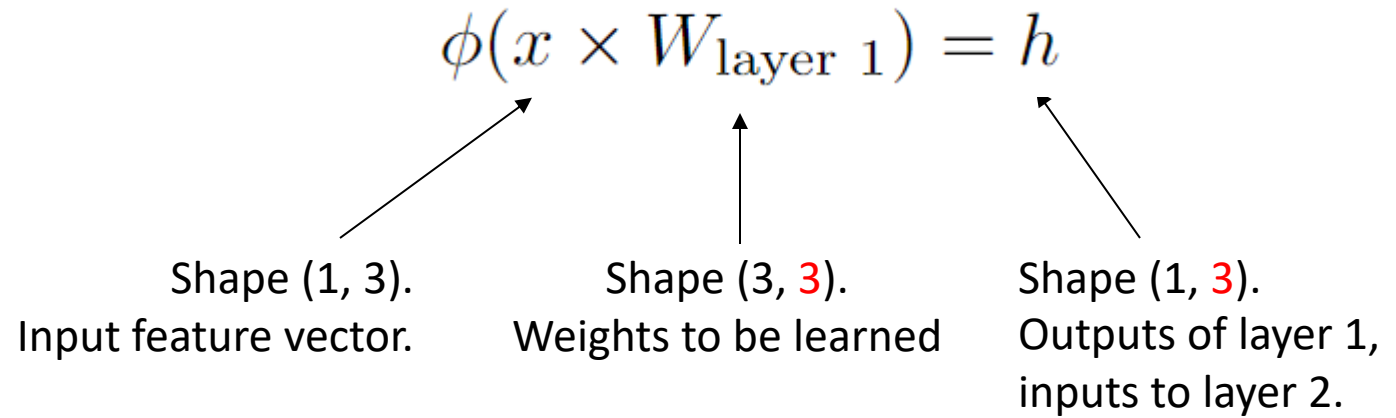 ϕ(x × W_layer 1) = h
Shape (1, 3).
Input feature vector.
Shape (3, 3).
Weights to be learned
Shape (1, 3).
Outputs of layer 1,
inputs to layer 2.